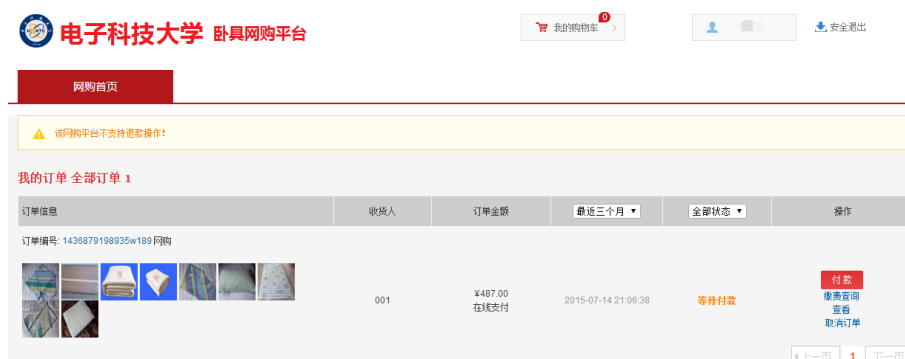 电子科技大学 卧具网购平台
我的购物车 0 >
安全退出
网购首页
该网购平台不支持退款操作!
我的订单 全部订单 1
订单信息 收货人 订单金额 最近三个月 ▼ 全部状态 ▼ 操作
订单编号: 1436879198935w189 网购
001
¥487.00
在线支付
2015-07-14 21:06:38
等待付款
付款
缴费查询
查看
取消订单
上一页 1 下一页